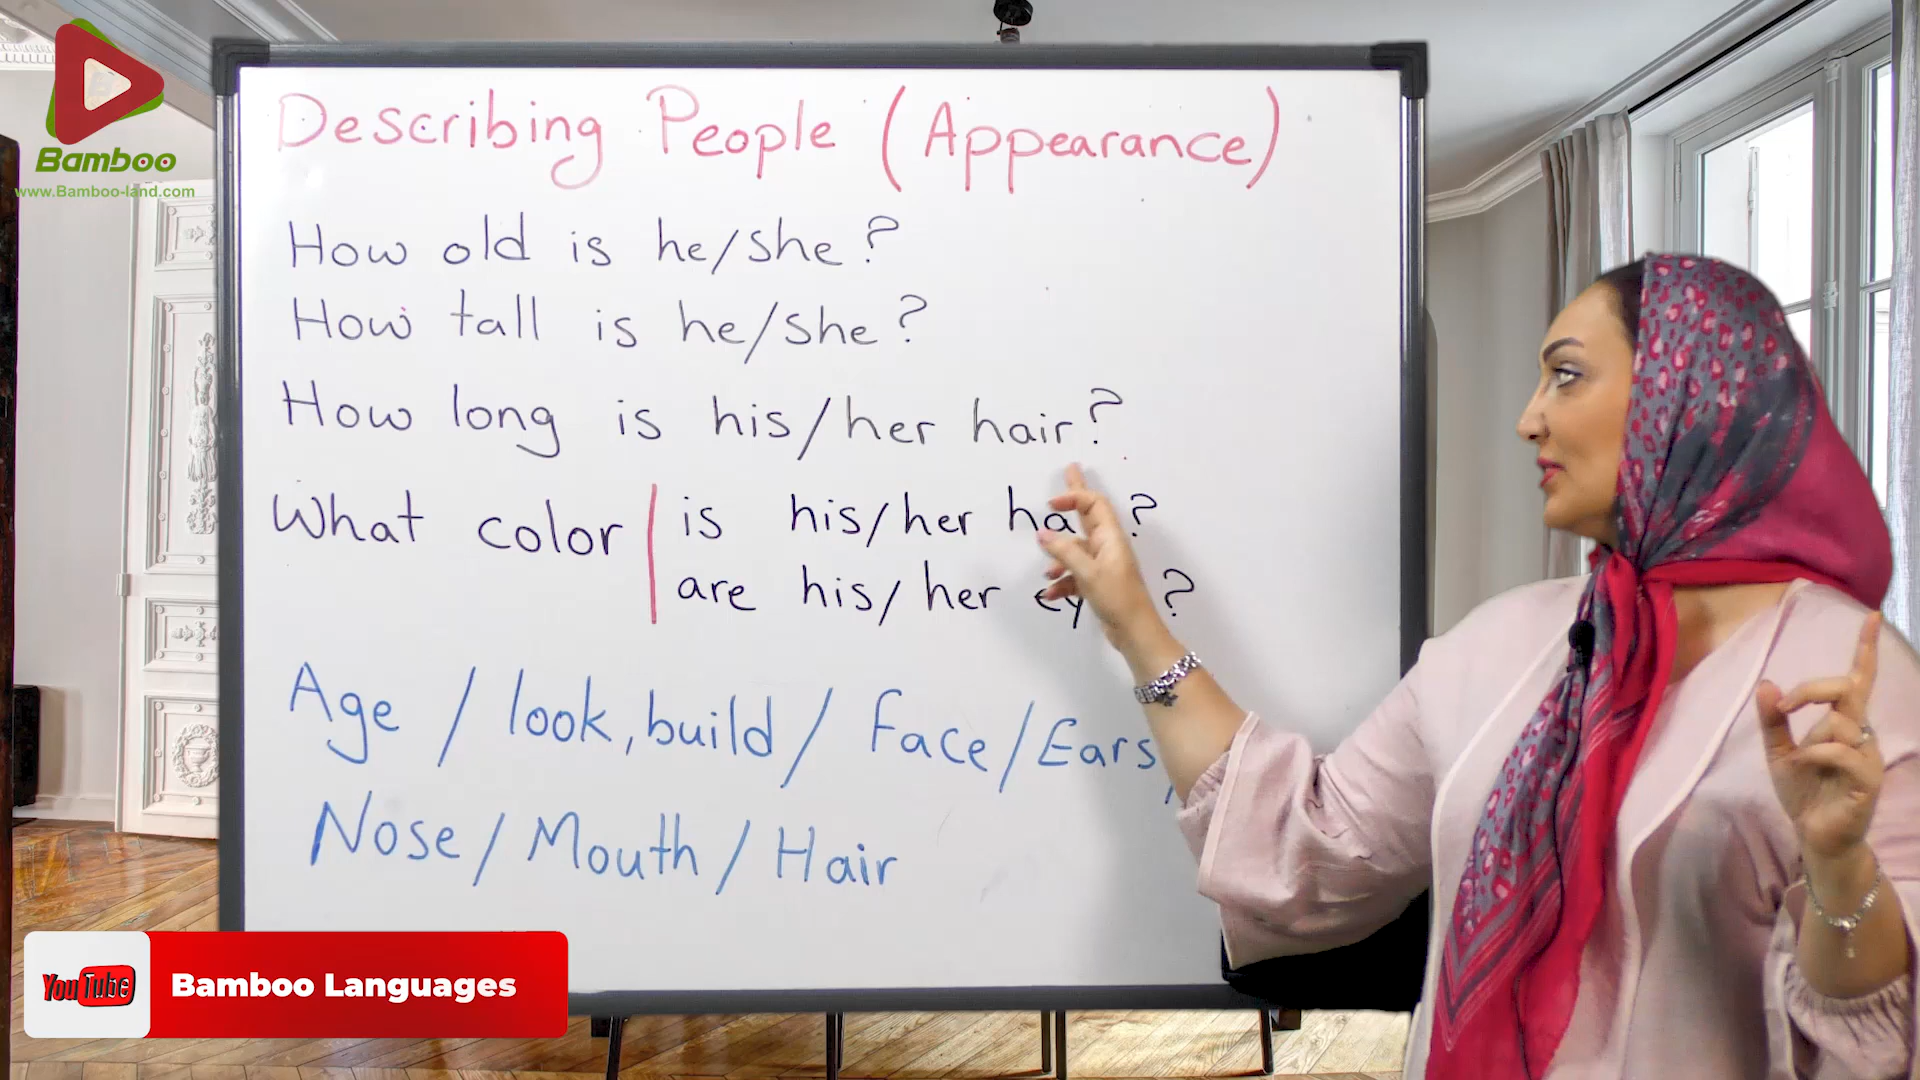 Bamboo
www.Bamboo-land.com
Describing People (Appearance)
How old is he/she?
How tall is he/she?
How long is his/her hair?
What color is his/her ?
are his/her ?
Age / look, build / Face / Ears,
Nose / Mouth / Hair
YouTube
Bamboo Languages